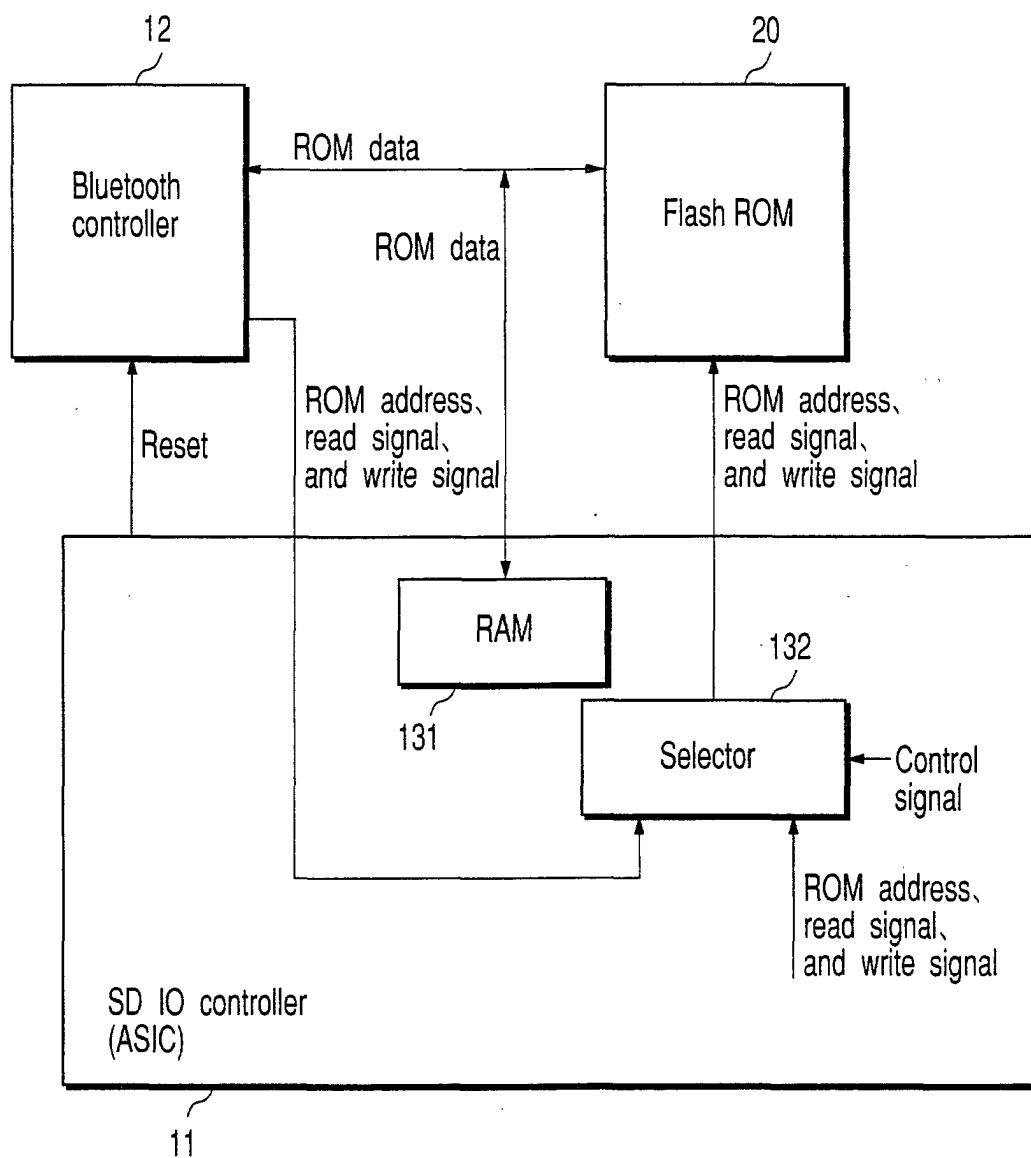 12
20
Bluetooth
controller
ROM data
Flash ROM
ROM data
Reset
ROM address、
read signal、
and write signal
ROM address、
read signal、
and write signal
RAM
131
132
Selector
Control
signal
ROM address、
read signal、
and write signal
SD IO controller
(ASIC)
11